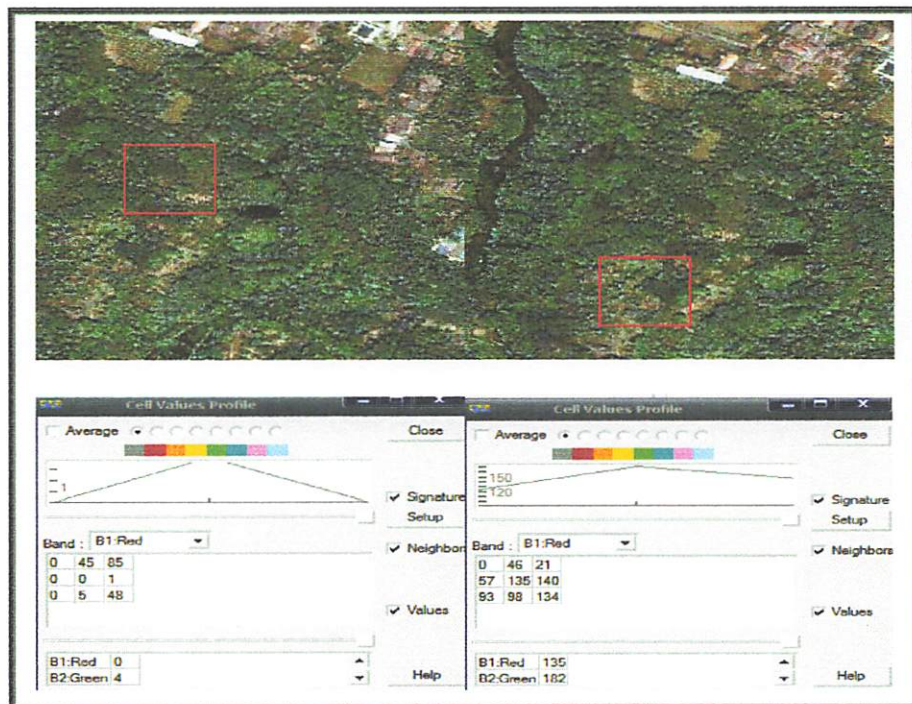 Cell Values Profile
Average
Close
1
Signature
Setup
Band : B1:Red
Neighbors
0 45 85
0 0 1
0 5 48
Values
B1:Red 0
B2:Green 4
Help
Cell Values Profile
Average
Close
150
120
Signature
Setup
Band : B1:Red
Neighbors
0 46 21
57 135 140
93 98 134
Values
B1:Red 135
B2:Green 182
Help